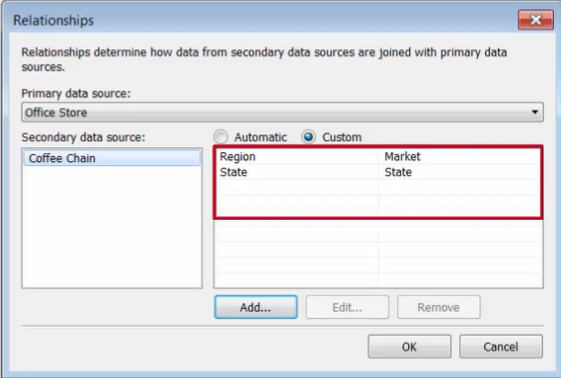 Relationships
Relationships determine how data from secondary data sources are joined with primary data
sources.
Primary data source:
Office Store
Secondary data source:
Automatic Custom
Coffee Chain
Region Market
State State
Add... Edit... Remove
OK Cancel